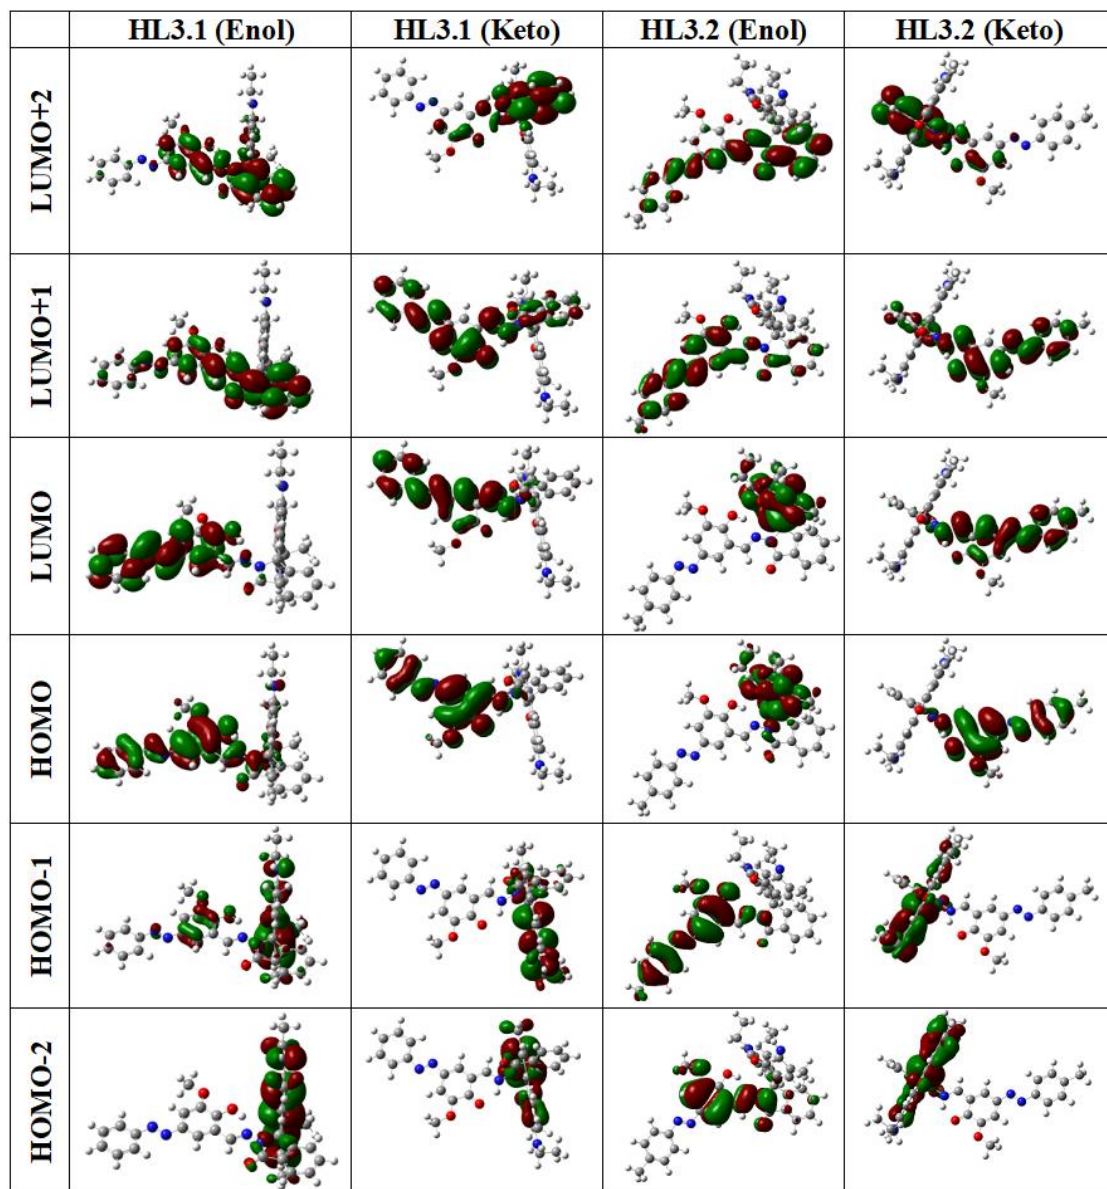 HL3.1 (Enol) HL3.1 (Keto) HL3.2 (Enol) HL3.2 (Keto)
LUMO+2
LUMO+1
LUMO
HOMO
HOMO-1
HOMO-2